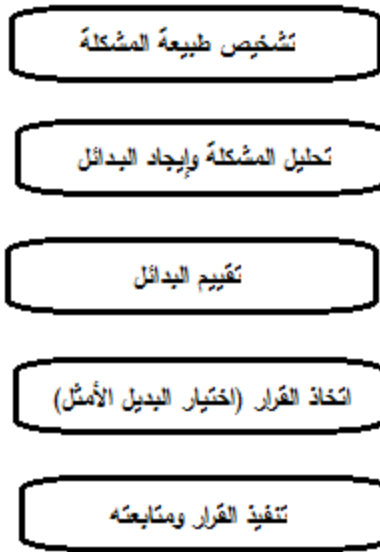 تشخيص طبيعة المشكلة
تحليل المشكلة وإيجاد البدائل
تقييم البدائل
اتخاذ القرار (اختيار البديل الأمثل)
تنفيذ القرار ومتابعته